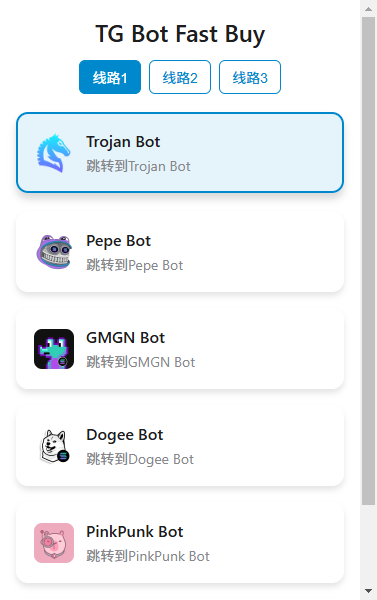 TG Bot Fast Buy
线路1 线路2 线路3
Trojan Bot
跳转到Trojan Bot
Pepe Bot
跳转到Pepe Bot
GMGN Bot
跳转到GMGN Bot
Dogee Bot
跳转到Dogee Bot
PinkPunk Bot
跳转到PinkPunk Bot